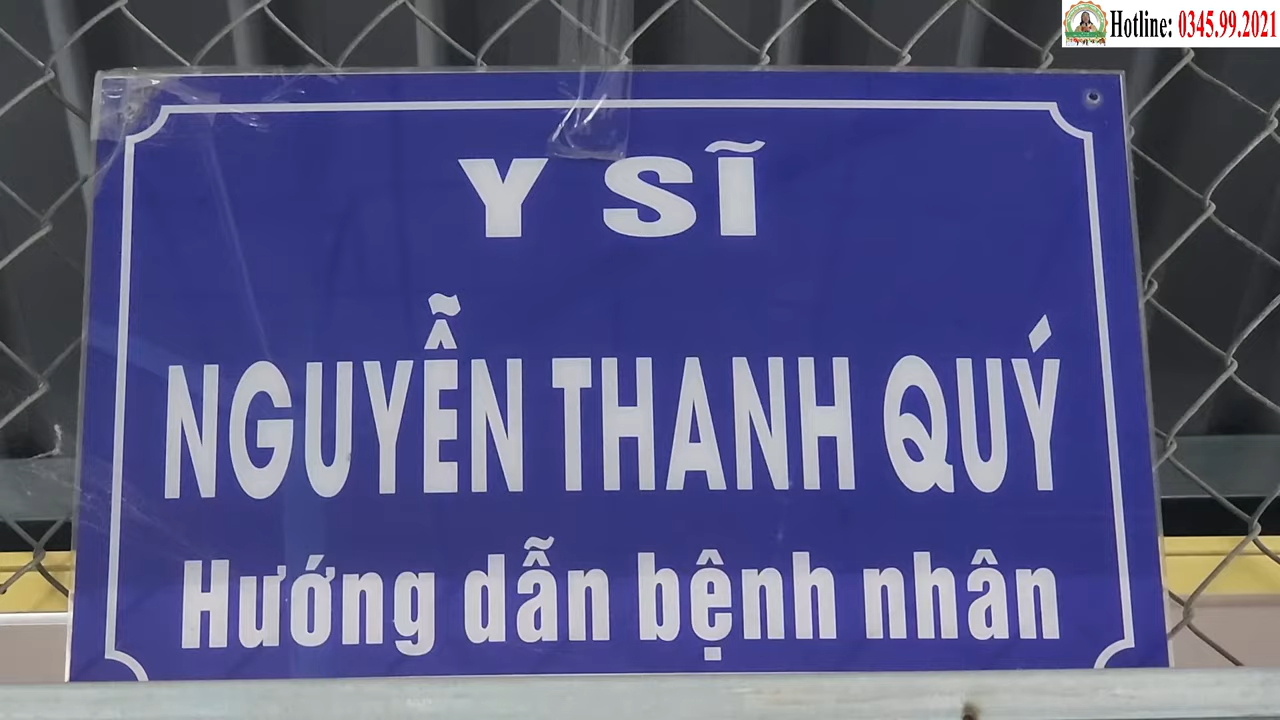 Hotline: 0345.99.2021
Y SĨ
NGUYỄN THANH QUÝ
Hướng dẫn bệnh nhân